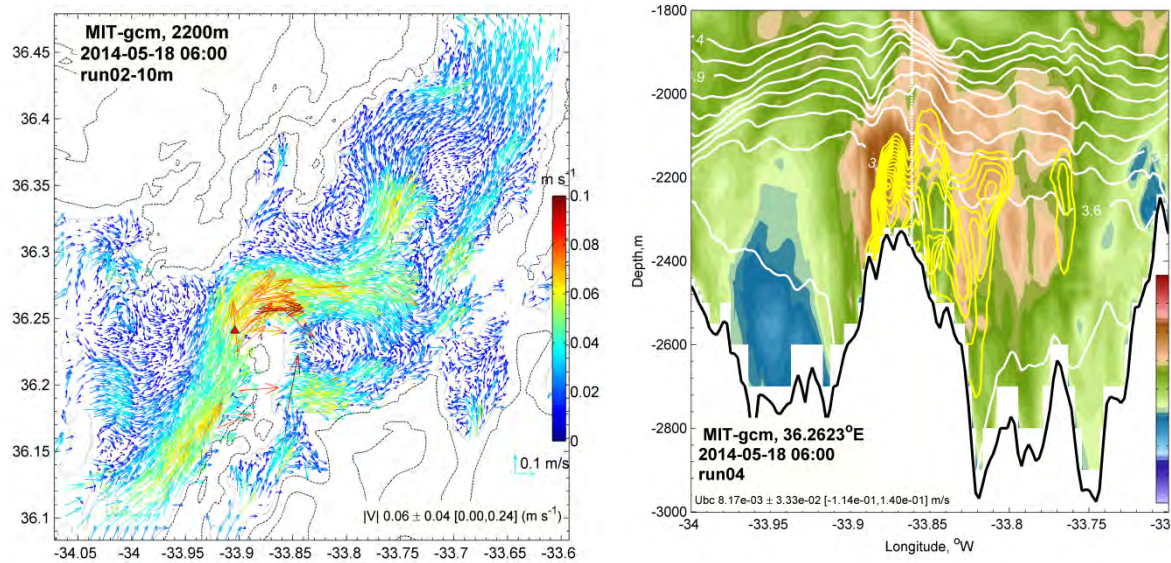 MIT-gcm, 2200m
2014-05-18 06:00
run02-10m
36.45
36.4
36.35
36.3
36.25
36.2
36.15
36.1
m s⁻¹
0.1
0.08
0.06
0.04
0.02
0
0.1 m/s
|V| 0.06 ± 0.04 [0.00,0.24] (m s⁻¹)
-34.05 -34 -33.95 -33.9 -33.85 -33.8 -33.75 -33.7 -33.65 -33.6
-1800
-2000
-2200
-2400
-2600
-2800
-3000
Depth,m
3.6
MIT-gcm, 36.2623°E
2014-05-18 06:00
run04
Ubc 8.17e-03 ± 3.33e-02 [-1.14e-01,1.40e-01] m/s
-34 -33.95 -33.9 -33.85 -33.8 -33.75
Longitude, °W